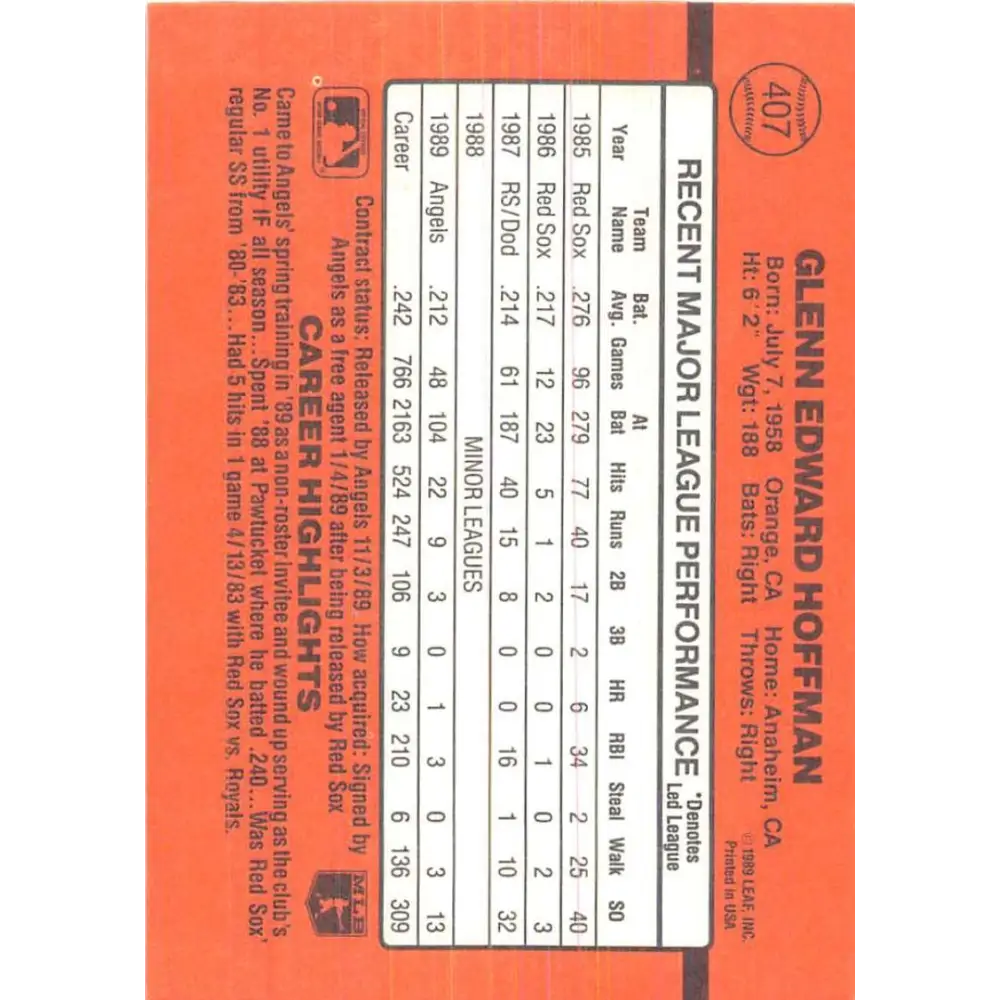 407
GLENN EDWARD HOFFMAN
Born: July 7, 1958 Orange, CA Home: Anaheim, CA
Ht: 6'2" Wgt: 188 Bats: Right Throws: Right
© 1989 LEAF, INC.
Printed in USA
RECENT MAJOR LEAGUE PERFORMANCE
*Denotes
Led League
Year Team Name Bat. Avg. Games At Bat Hits Runs 2B 3B HR RBI Steal Walk SO
1985 Red Sox .276 96 279 77 40 17 2 6 34 2 25 40
1986 Red Sox .217 12 23 5 1 2 0 0 1 0 2 3
1987 RS/Dod .214 61 187 40 15 8 0 0 16 1 10 32
1988 MINOR LEAGUES
1989 Angels .212 48 104 22 9 3 0 1 3 0 3 13
Career .242 766 2163 524 247 106 9 23 210 6 136 309
Contract status: Released by Angels 11/3/89 How acquired: Signed by
Angels as a free agent 1/4/89 after being released by Red Sox
MLB
CAREER HIGHLIGHTS
Came to Angels' spring training in '89 as a non-roster invitee and wound up serving as the club's
No. 1 utility IF all season...Spent '88 at Pawtucket where he batted .240...Was Red Sox'
regular SS from '80-'83...Had 5 hits in 1 game 4/13/83 with Red Sox vs. Royals.